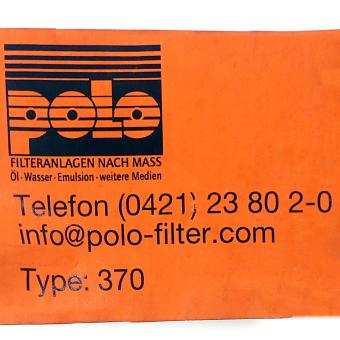 polo
FILTERANLAGEN NACH MASS
Öl · Wasser · Emulsion · weitere Medien
Telefon (0421) 23 80 2-0
info@polo-filter.com
Type: 370